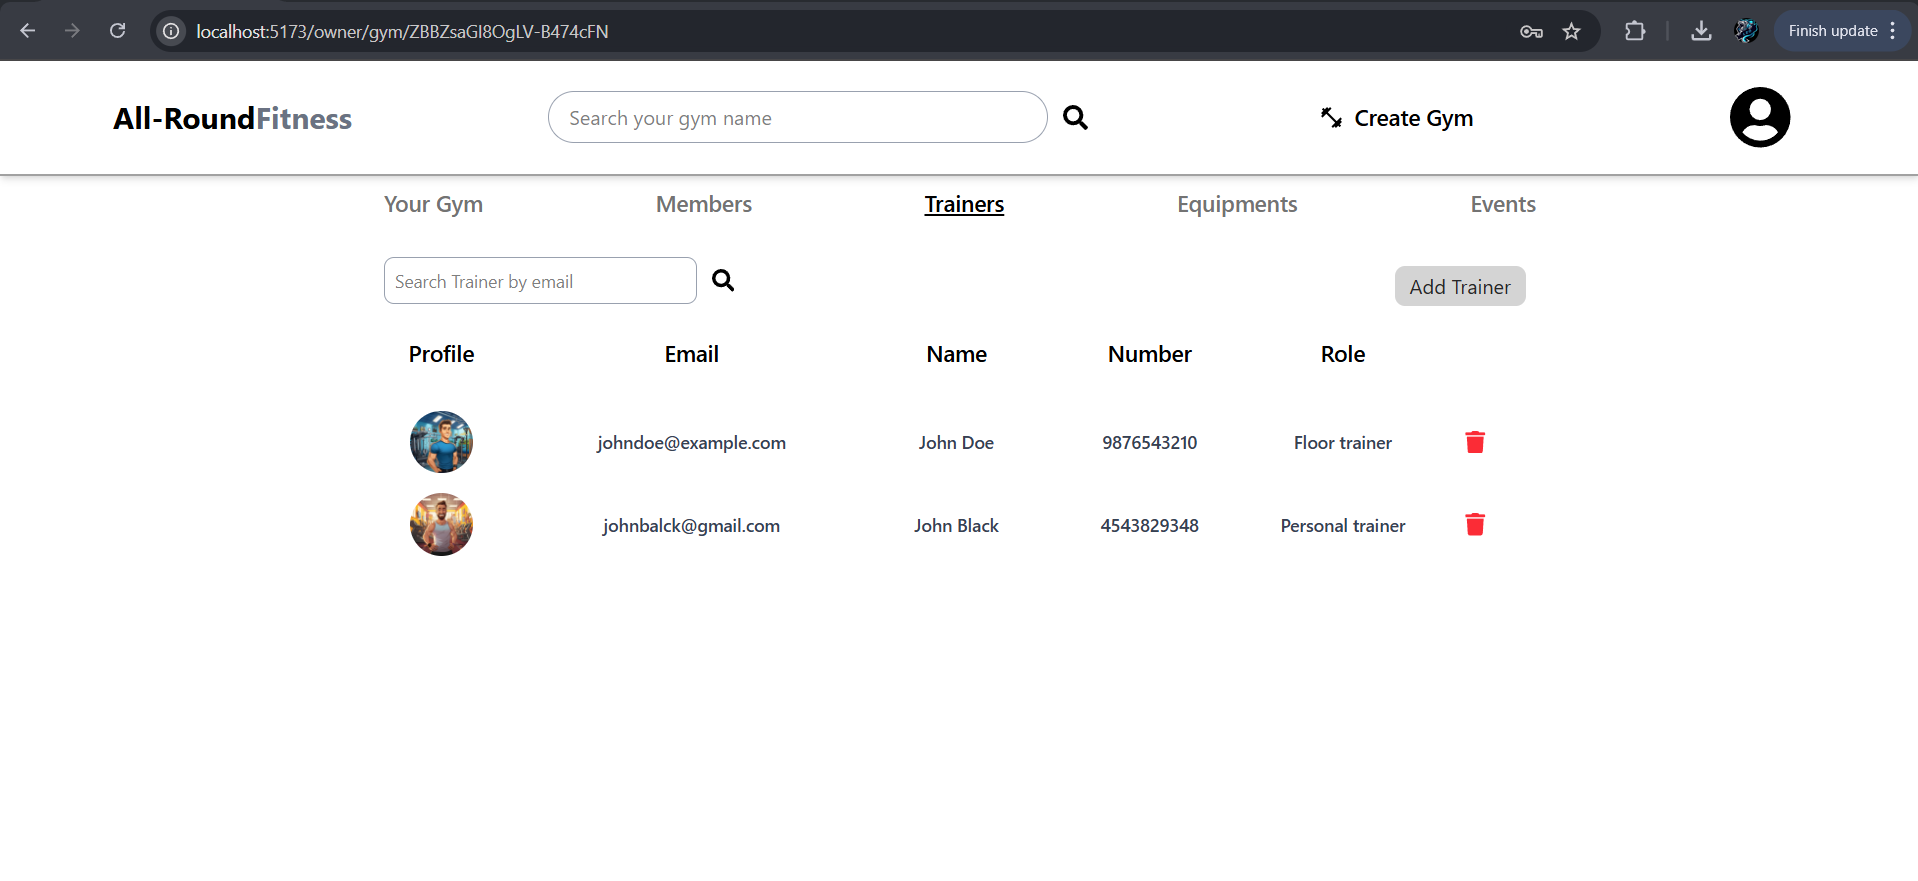 localhost:5173/owner/gym/ZBBZsaGI8OgLV-B474cFN
Finish update
All-RoundFitness
Search your gym name
Create Gym
Your Gym Members Trainers Equipments Events
Search Trainer by email
Add Trainer
Profile Email Name Number Role
johndoe@example.com John Doe 9876543210 Floor trainer
johnbalck@gmail.com John Black 4543829348 Personal trainer